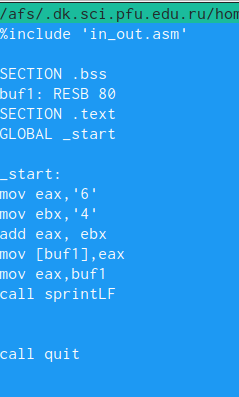 /afs/.dk.sci.pfu.edu.ru/hom
%include 'in_out.asm'
SECTION .bss
buf1: RESB 80
SECTION .text
GLOBAL _start
_start:
mov eax,'6'
mov ebx,'4'
add eax, ebx
mov [buf1],eax
mov eax,buf1
call sprintLF
call quit